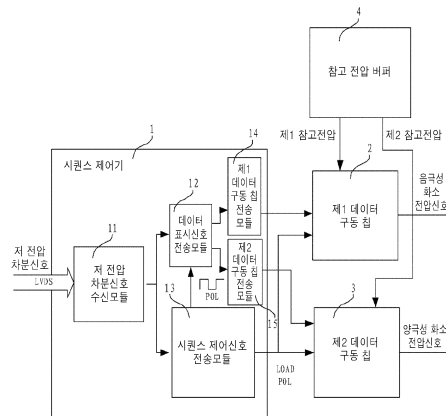 4
참고 전압 버퍼
제1 참고전압
제2 참고전압
1
시퀀스 제어기
14
제1
데이터
구동 칩
전송
모듈
2
제1 데이터
구동 칩
음극성
화소
전압신호
12
데이터
표시신호
전송모듈
11
저 전압
차분신호
수신모듈
저 전압
차분신호
LVDS
제2
데이터
구동 칩
전송
모듈
15
13
POL
시퀀스 제어신호
전송모듈
LOAD
POL
3
제2 데이터
구동 칩
양극성 화소
전압신호